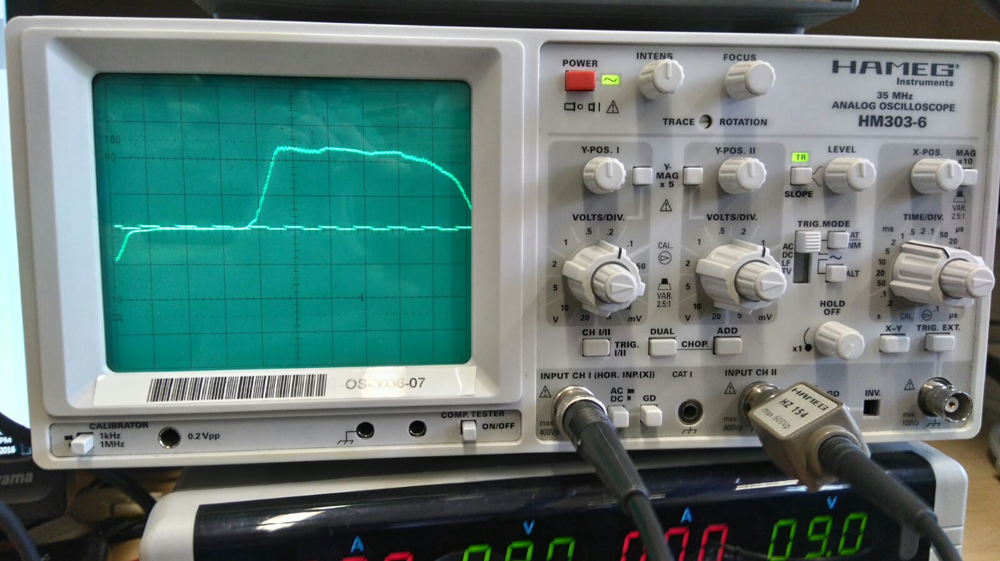 POWER
INTENS
FOCUS
HAMEG®
Instruments
35 MHz
ANALOG OSCILLOSCOPE
HM303-6
TRACE
ROTATION
Y-POS. I
Y-POS. II
TR
LEVEL
X-POS.
MAG
x10
Y-
MAG
x 5
SLOPE
VAR.
2.5:1
VOLTS/DIV.
VOLTS/DIV.
TRIG. MODE
TIME/DIV.
.5 .2
1 .1
2 50
5
10
V 20 5 mV
CAL.
VAR.
2.5:1
.5 .2
1 1
2
5
10
V 20 5 mV
AC
DC
LF
TV
AT
NM
~
ALT
ms 1 .5 .2 .1 50 µs
2 20
5 10
10
20
50
.1
.2
s CAL. .1 µs
HOLD
OFF
x1
CH I/II
TRIG.
I/II
DUAL
CHOP.
ADD
X-Y
TRIG. EXT.
INPUT CH I (HOR. INP.(X))
CAT I
INPUT CH II
AC
DC
GD
max.
400Vp
max.
400Vp
GD
INV.
max.
100Vp
HAMEG
HZ 154
max 600Vp
100
90
10
0%
OS-3036-07
CALIBRATOR
1kHz
1MHz
0.2Vpp
COMP. TESTER
ON/OFF
PM
2016
yama
A
V
A
V
09.0